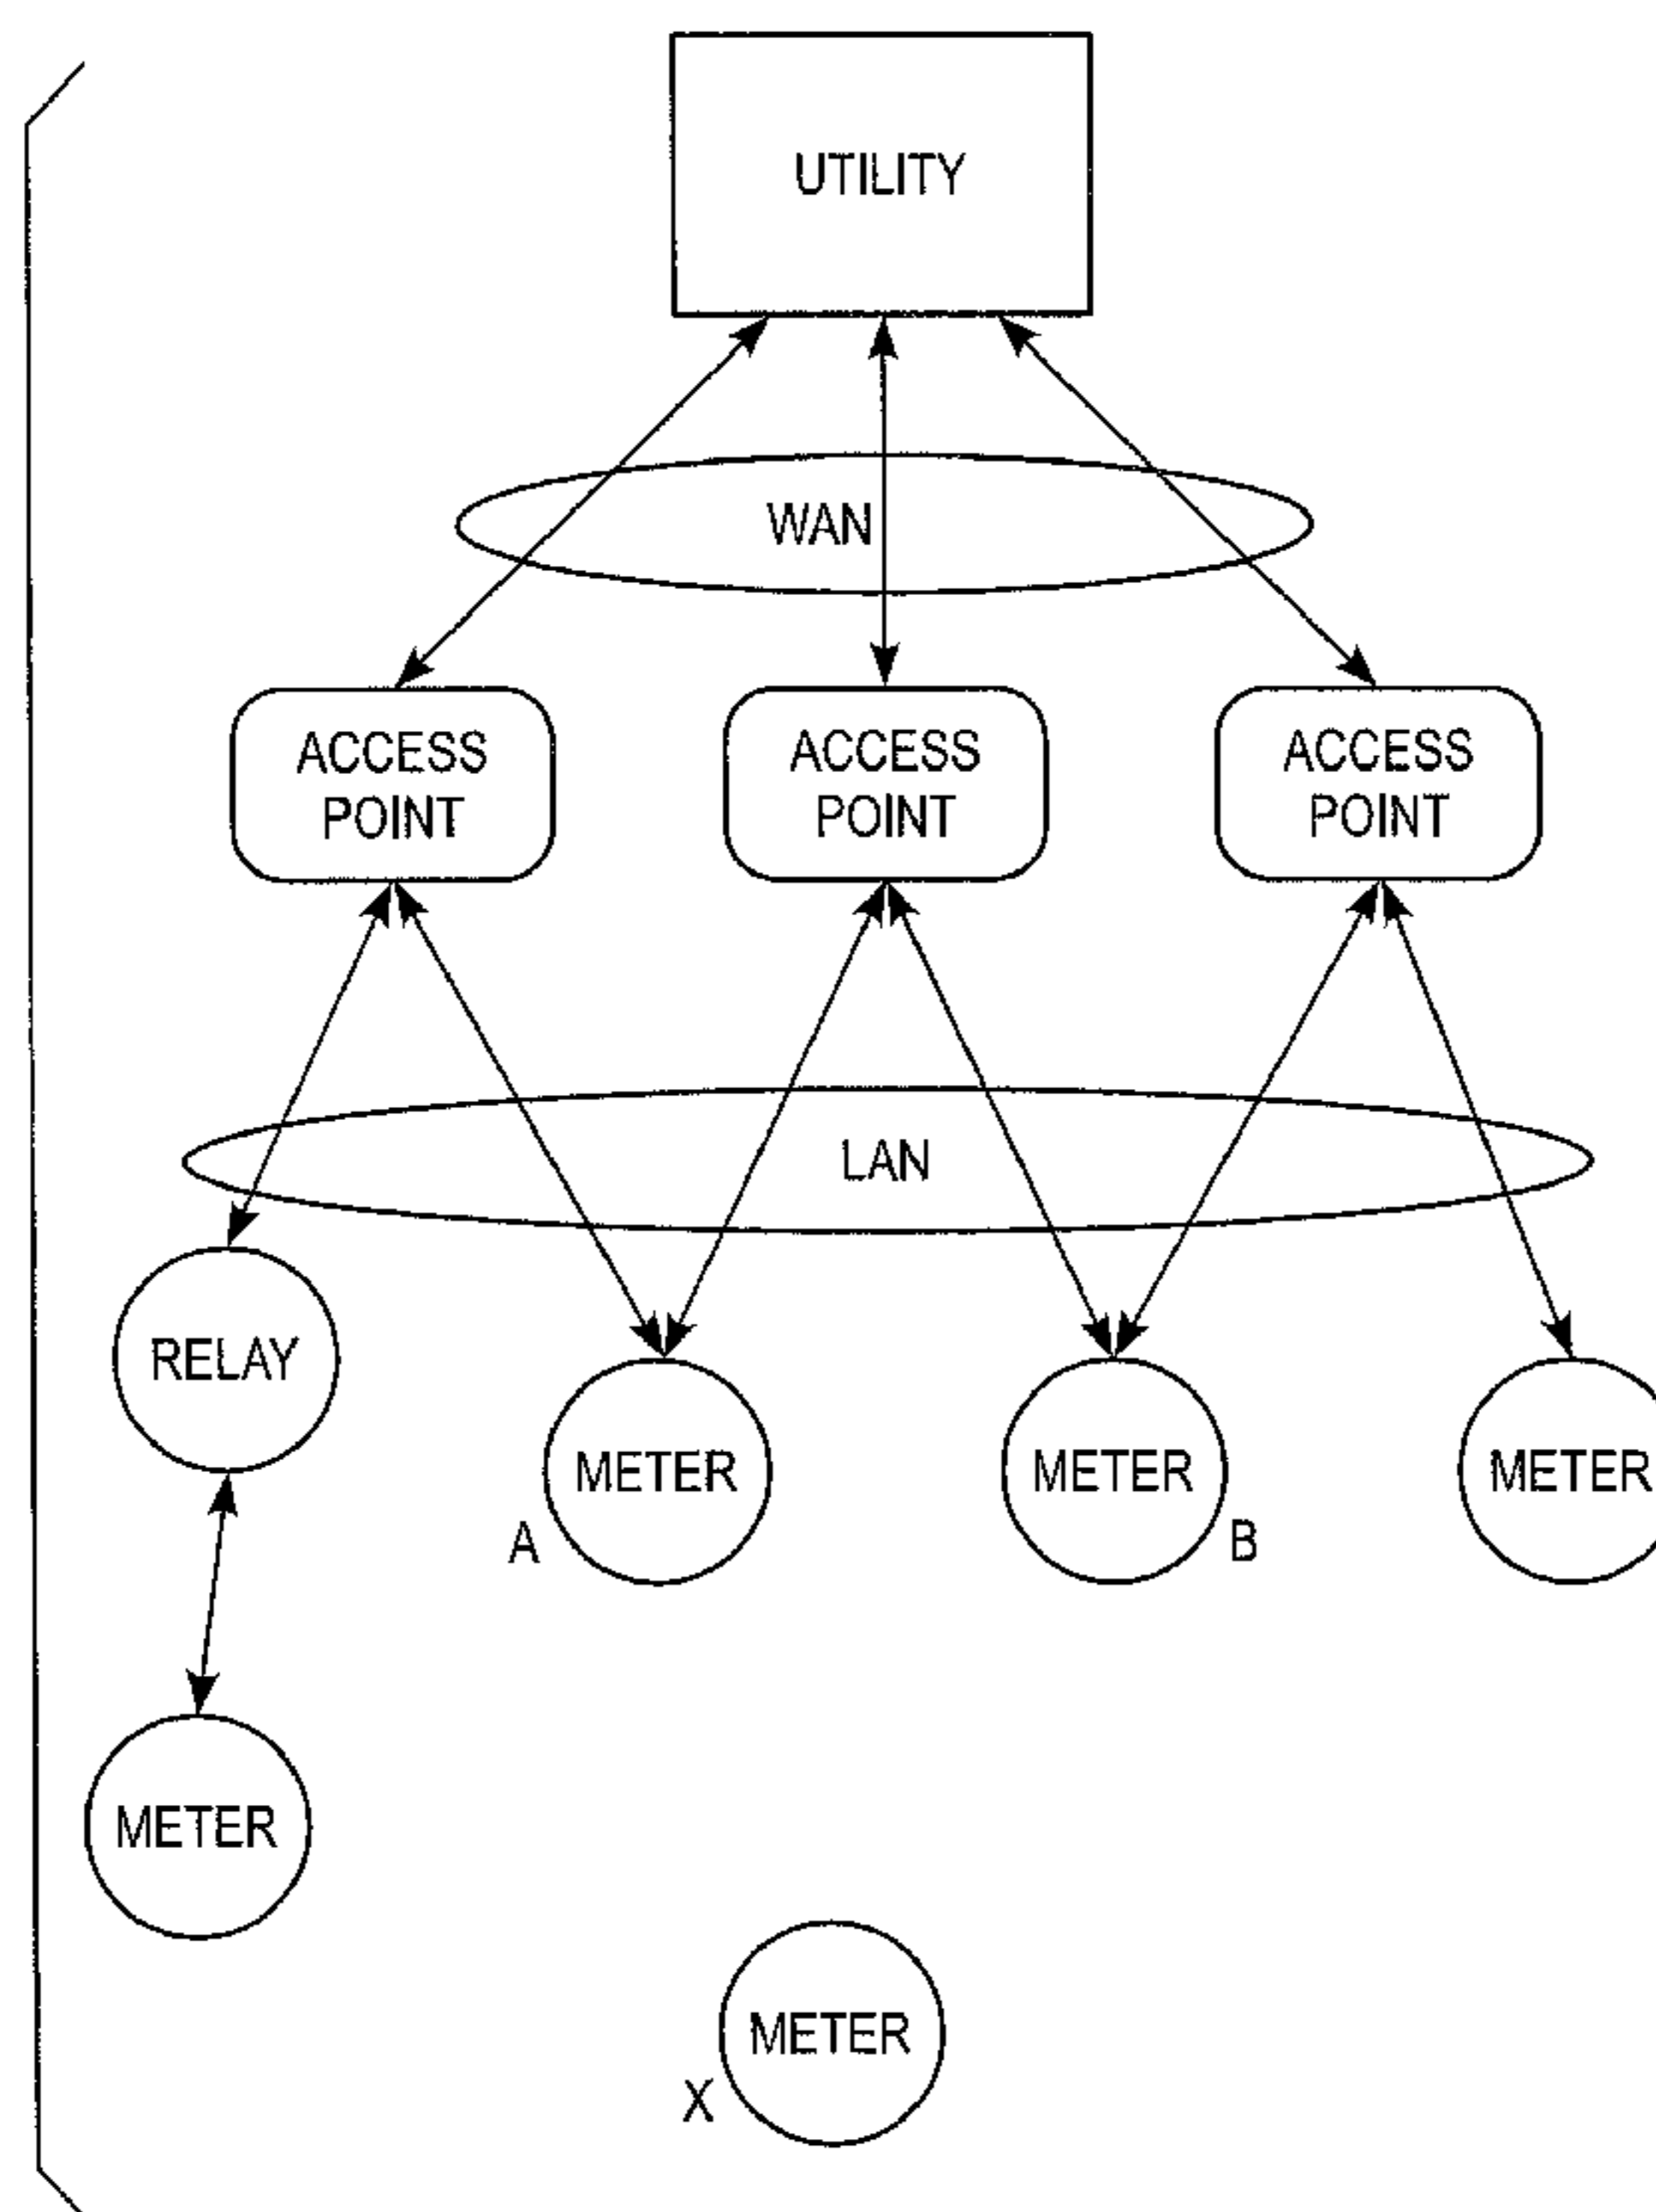 UTILITY
WAN
ACCESS
POINT
ACCESS
POINT
ACCESS
POINT
LAN
RELAY
METER
A
METER
B
METER
METER
METER
X